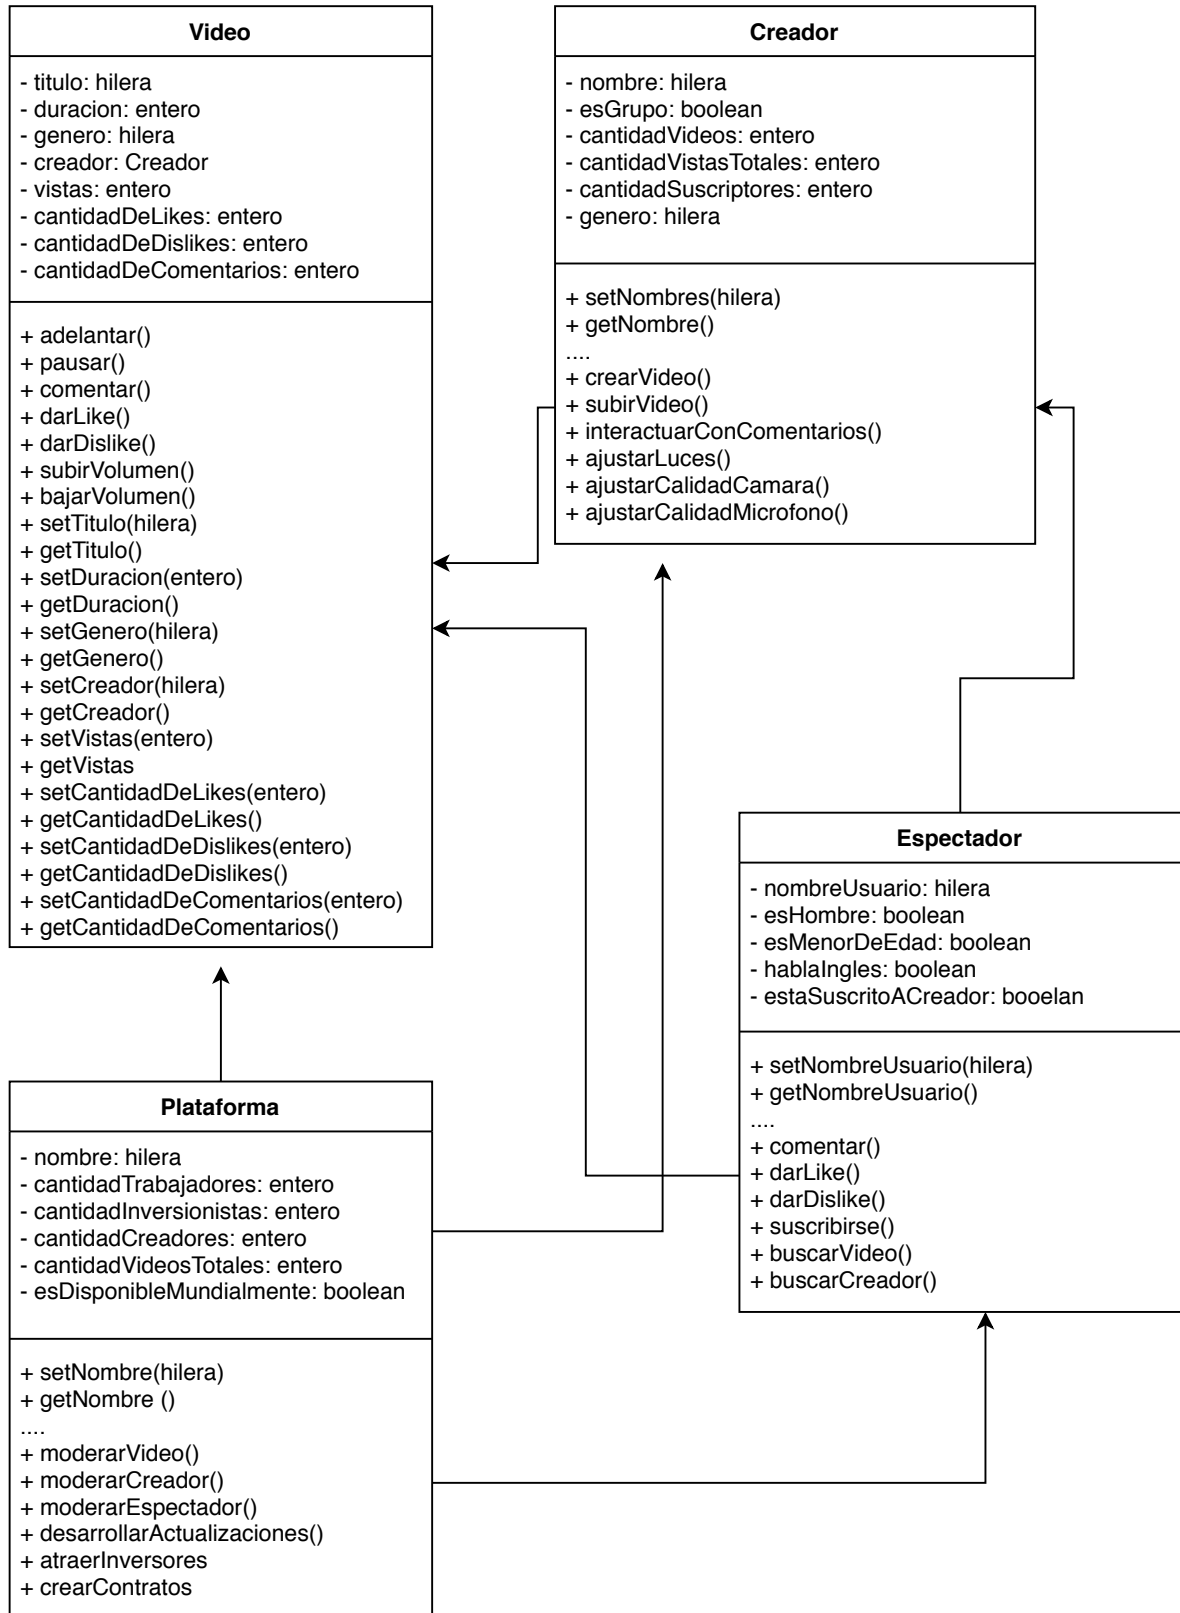 Video
- titulo: hilera
- duracion: entero
- genero: hilera
- creador: Creador
- vistas: entero
- cantidadDeLikes: entero
- cantidadDeDislikes: entero
- cantidadDeComentarios: entero
+ adelantar()
+ pausar()
+ comentar()
+ darLike()
+ darDislike()
+ subirVolumen()
+ bajarVolumen()
+ setTitulo(hilera)
+ getTitulo()
+ setDuracion(entero)
+ getDuracion()
+ setGenero(hilera)
+ getGenero()
+ setCreador(hilera)
+ getCreador()
+ setVistas(entero)
+ getVistas
+ setCantidadDeLikes(entero)
+ getCantidadDeLikes()
+ setCantidadDeDislikes(entero)
+ getCantidadDeDislikes()
+ setCantidadDeComentarios(entero)
+ getCantidadDeComentarios()
Creador
- nombre: hilera
- esGrupo: boolean
- cantidadVideos: entero
- cantidadVistasTotales: entero
- cantidadSuscriptores: entero
- genero: hilera
+ setNombres(hilera)
+ getNombre()
....
+ crearVideo()
+ subirVideo()
+ interactuarConComentarios()
+ ajustarLuces()
+ ajustarCalidadCamara()
+ ajustarCalidadMicrofono()
Espectador
- nombreUsuario: hilera
- esHombre: boolean
- esMenorDeEdad: boolean
- hablaIngles: boolean
- estaSuscritoACreador: booelan
+ setNombreUsuario(hilera)
+ getNombreUsuario()
....
+ comentar()
+ darLike()
+ darDislike()
+ suscribirse()
+ buscarVideo()
+ buscarCreador()
Plataforma
- nombre: hilera
- cantidadTrabajadores: entero
- cantidadInversionistas: entero
- cantidadCreadores: entero
- cantidadVideosTotales: entero
- esDisponibleMundialmente: boolean
+ setNombre(hilera)
+ getNombre ()
....
+ moderarVideo()
+ moderarCreador()
+ moderarEspectador()
+ desarrollarActualizaciones()
+ atraerInversores
+ crearContratos